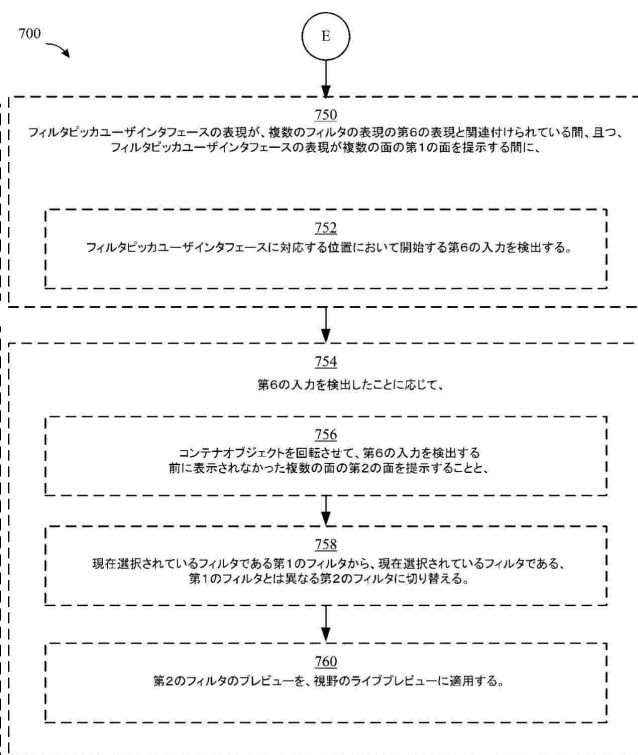 700
E
750
フィルタピッカユーザインタフェースの表現が、複数のフィルタの表現の第6の表現と関連付けられている間、且つ、
フィルタピッカユーザインタフェースの表現が複数の面の第1の面を提示する間に、
752
フィルタピッカユーザインタフェースに対応する位置において開始する第6の入力を検出する。
754
第6の入力を検出したことに応じて、
756
コンテナオブジェクトを回転させて、第6の入力を検出する
前に表示されなかった複数の面の第2の面を提示することと、
758
現在選択されているフィルタである第1のフィルタから、現在選択されているフィルタである、
第1のフィルタとは異なる第2のフィルタに切り替える。
760
第2のフィルタのプレビューを、視野のライブプレビューに適用する。